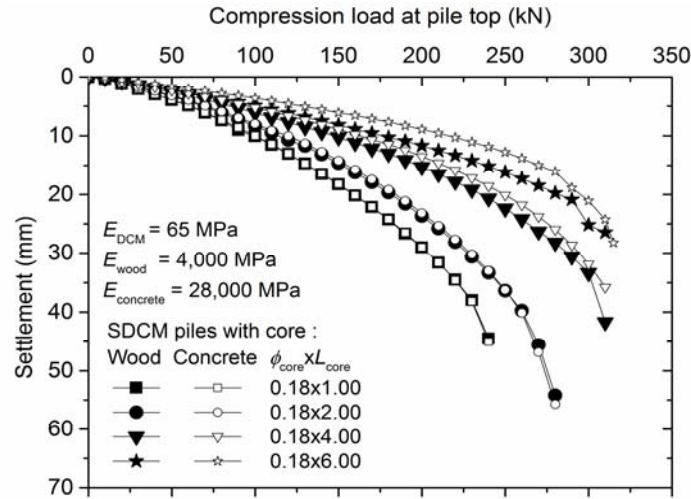 Compression load at pile top (kN)
0 50 100 150 200 250 300 350
0
10
20
30
40
50
60
70
Settlement (mm)
E_DCM = 65 MPa
E_wood = 4,000 MPa
E_concrete = 28,000 MPa
SDCM piles with core :
Wood Concrete ϕ_core x L_core
0.18x1.00
0.18x2.00
0.18x4.00
0.18x6.00